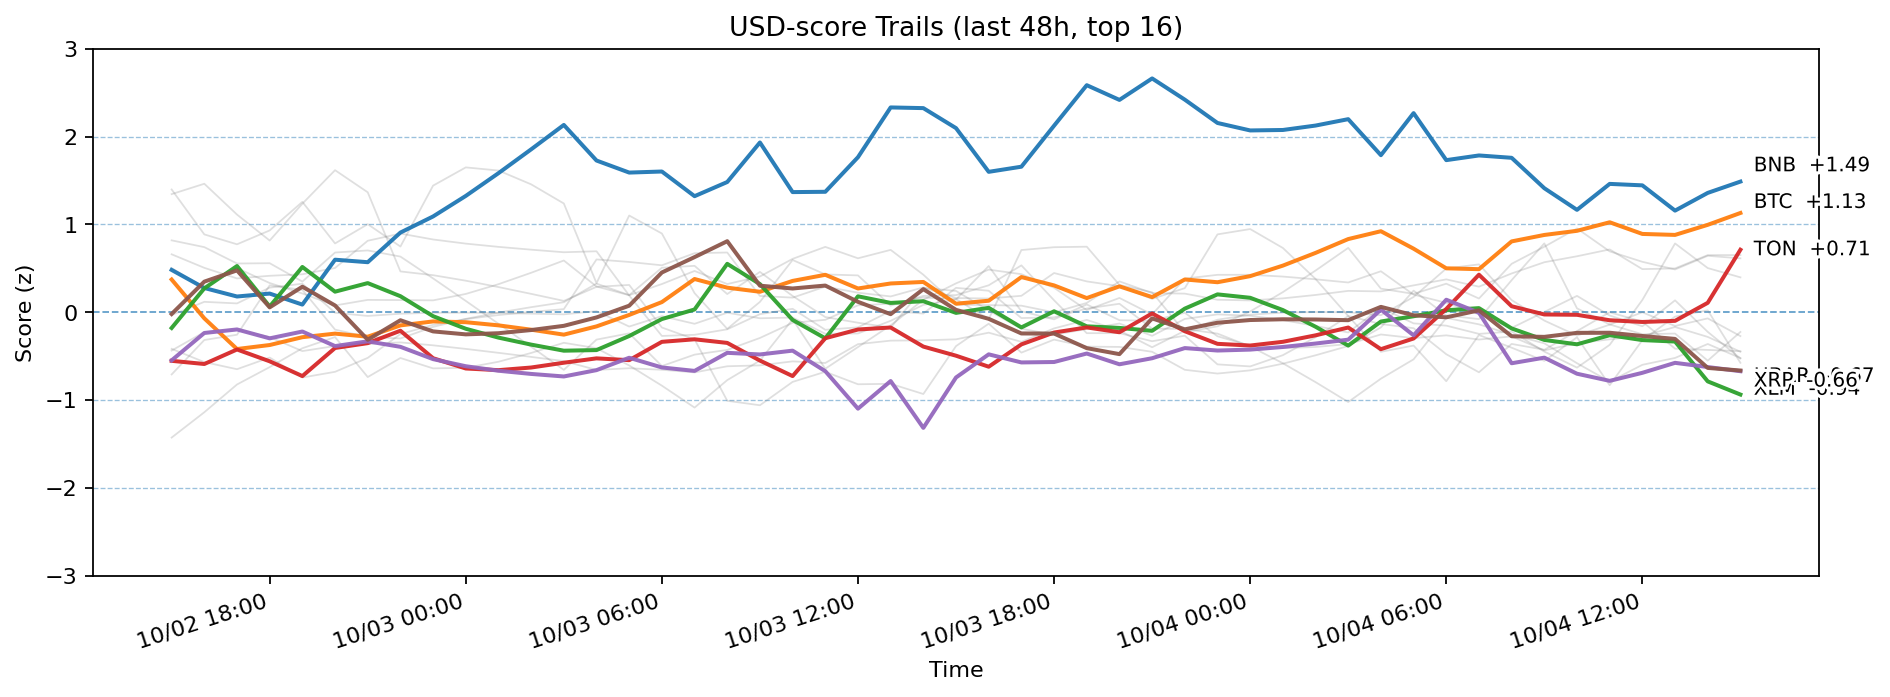 USD-score Trails (last 48h, top 16)
Score (z)
3
2
1
0
−1
−2
−3
BNB +1.49
BTC +1.13
TON +0.71
XRP -0.66
XLM -0.94
10/02 18:00
10/03 00:00
10/03 06:00
10/03 12:00
10/03 18:00
10/04 00:00
10/04 06:00
10/04 12:00
Time